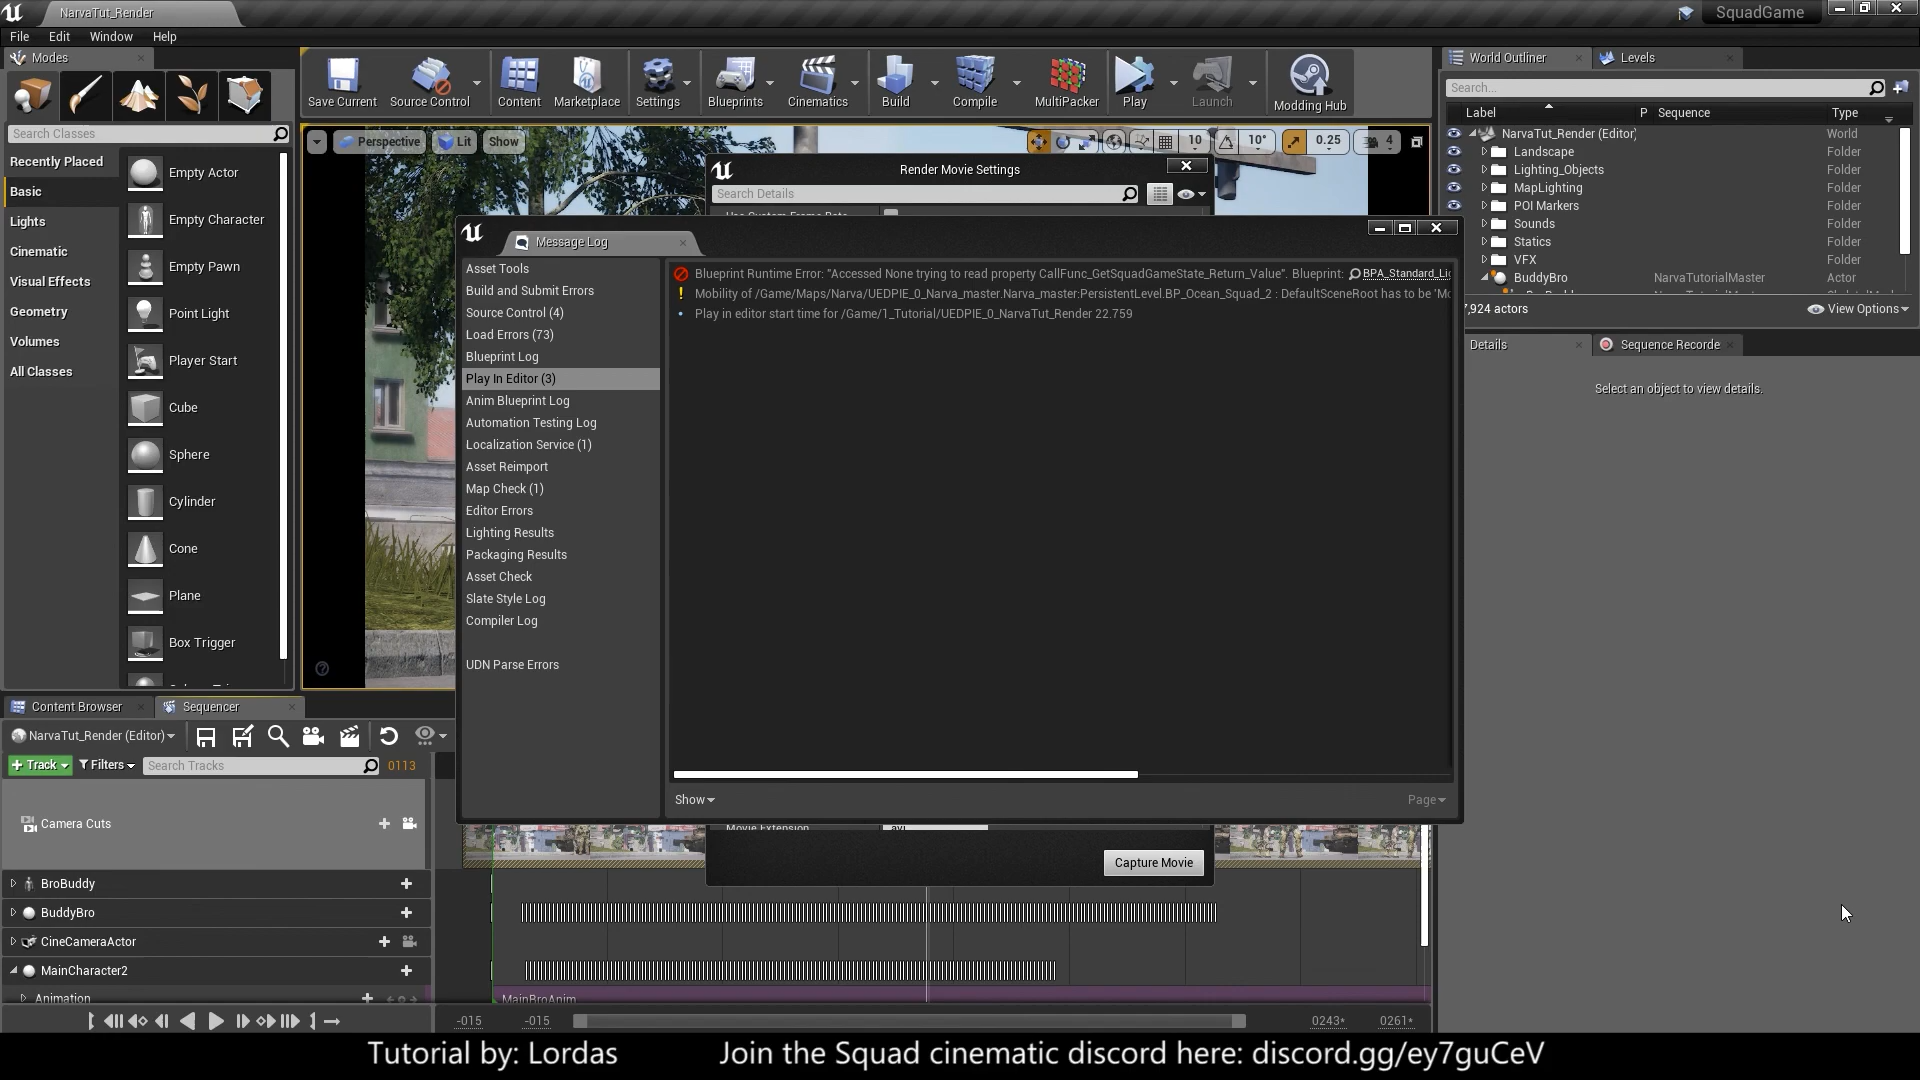 NarvaTut_Render
SquadGame
File Edit Window Help
Modes
Search Classes
Recently Placed
Basic
Lights
Cinematic
Visual Effects
Geometry
Volumes
All Classes
Empty Actor
Empty Character
Empty Pawn
Point Light
Player Start
Cube
Sphere
Cylinder
Cone
Plane
Box Trigger
Save Current Source Control Content Marketplace Settings Blueprints Cinematics Build Compile MultiPacker Play Launch Modding Hub
Perspective Lit Show
10 10° 0.25 4
Render Movie Settings
Search Details
Message Log
Asset Tools
Build and Submit Errors
Source Control (4)
Load Errors (73)
Blueprint Log
Play In Editor (3)
Anim Blueprint Log
Automation Testing Log
Localization Service (1)
Asset Reimport
Map Check (1)
Editor Errors
Lighting Results
Packaging Results
Asset Check
Slate Style Log
Compiler Log
UDN Parse Errors
Blueprint Runtime Error: "Accessed None trying to read property CallFunc_GetSquadGameState_Return_Value". Blueprint: BPA_Standard_Li
Mobility of /Game/Maps/Narva/UEDPIE_0_Narva_master.Narva_master:PersistentLevel.BP_Ocean_Squad_2 : DefaultSceneRoot has to be 'Mo
Play in editor start time for /Game/1_Tutorial/UEDPIE_0_NarvaTut_Render 22.759
Show
Page
Movie Extension .avi
Capture Movie
World Outliner Levels
Search...
Label P Sequence Type
NarvaTut_Render (Editor) World
Landscape Folder
Lighting_Objects Folder
MapLighting Folder
POI Markers Folder
Sounds Folder
Statics Folder
VFX Folder
BuddyBro NarvaTutorialMaster Actor
7,924 actors View Options
Details Sequence Recorde
Select an object to view details.
Content Browser Sequencer
NarvaTut_Render (Editor)
Track Filters Search Tracks 0113
Camera Cuts
BroBuddy
BuddyBro
CineCameraActor
MainCharacter2
Animation
MainBroAnim
-015 -015 0243* 0261*
Tutorial by: Lordas Join the Squad cinematic discord here: discord.gg/ey7guCeV